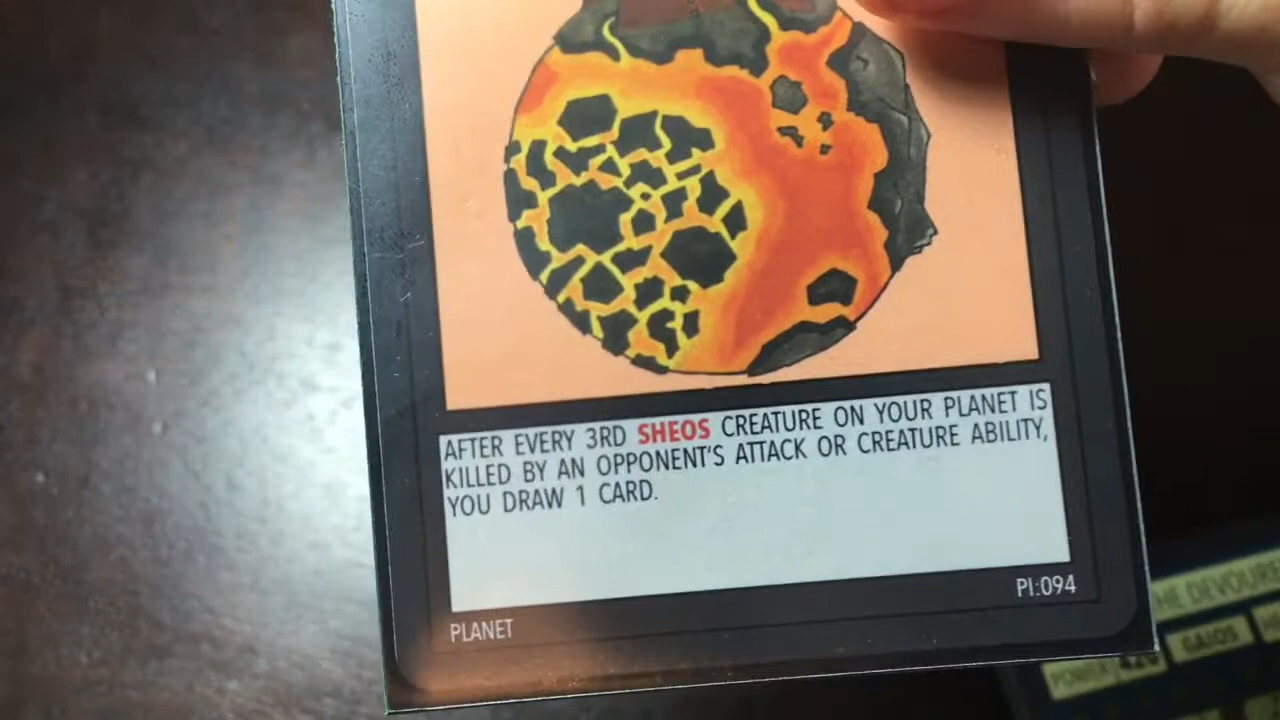 AFTER EVERY 3RD SHEOS CREATURE ON YOUR PLANET IS
KILLED BY AN OPPONENT'S ATTACK OR CREATURE ABILITY,
YOU DRAW 1 CARD.
PI:094
PLANET
HE DEVOURE
GAIOS
POWER